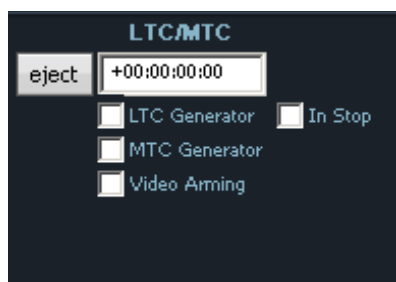 LTC/MTC
eject +00:00:00:00
LTC Generator In Stop
MTC Generator
Video Arming